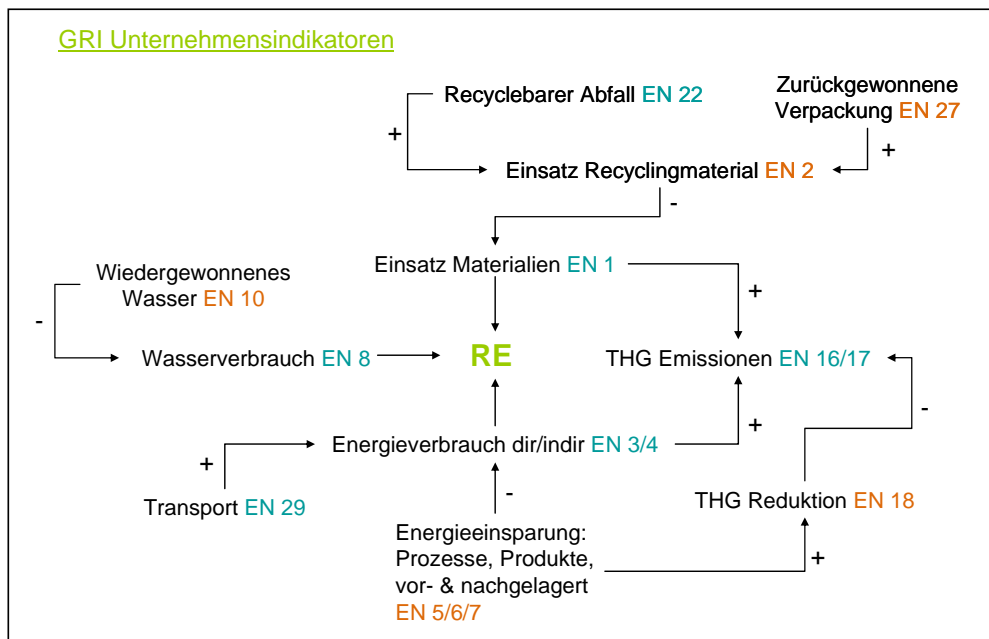 GRI Unternehmensindikatoren
Recyclebarer Abfall EN 22
Zurückgewonnene
Verpackung EN 27
+
+
Einsatz Recyclingmaterial EN 2
-
Einsatz Materialien EN 1
Wiedergewonnenes
Wasser EN 10
+
-
Wasserverbrauch EN 8
RE
THG Emissionen EN 16/17
-
+
Energieverbrauch dir/indir EN 3/4
+
-
Transport EN 29
THG Reduktion EN 18
Energieeinsparung:
Prozesse, Produkte,
vor- & nachgelagert
EN 5/6/7
+